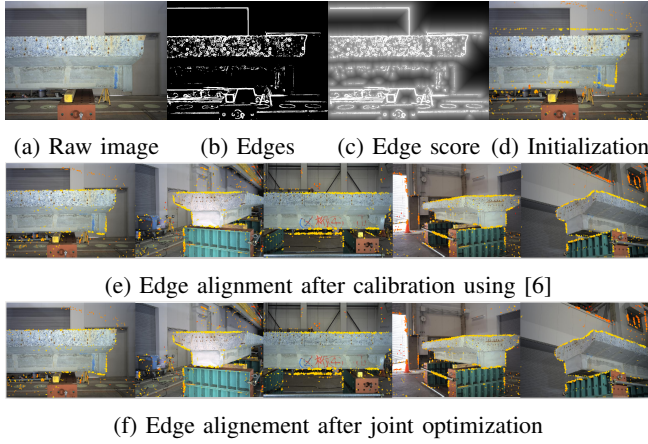 (a) Raw image (b) Edges (c) Edge score (d) Initialization
(e) Edge alignment after calibration using [6]
(f) Edge alignement after joint optimization